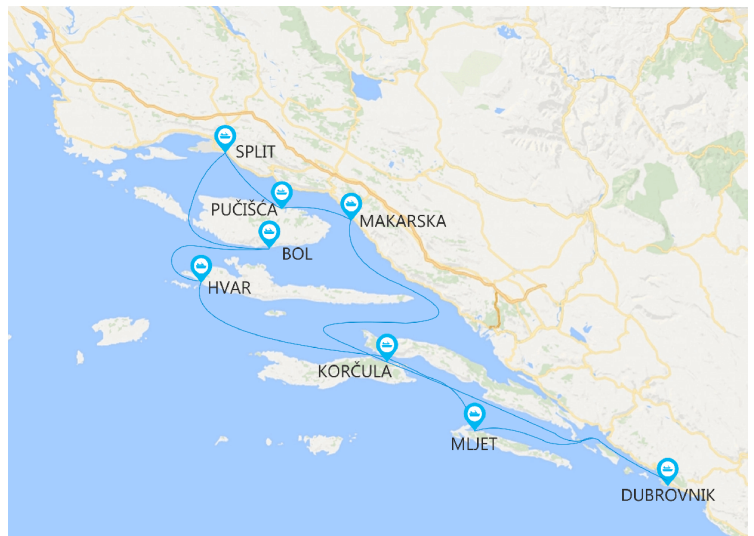 SPLIT
PUČIŠĆA
MAKARSKA
BOL
HVAR
KORČULA
MLJET
DUBROVNIK